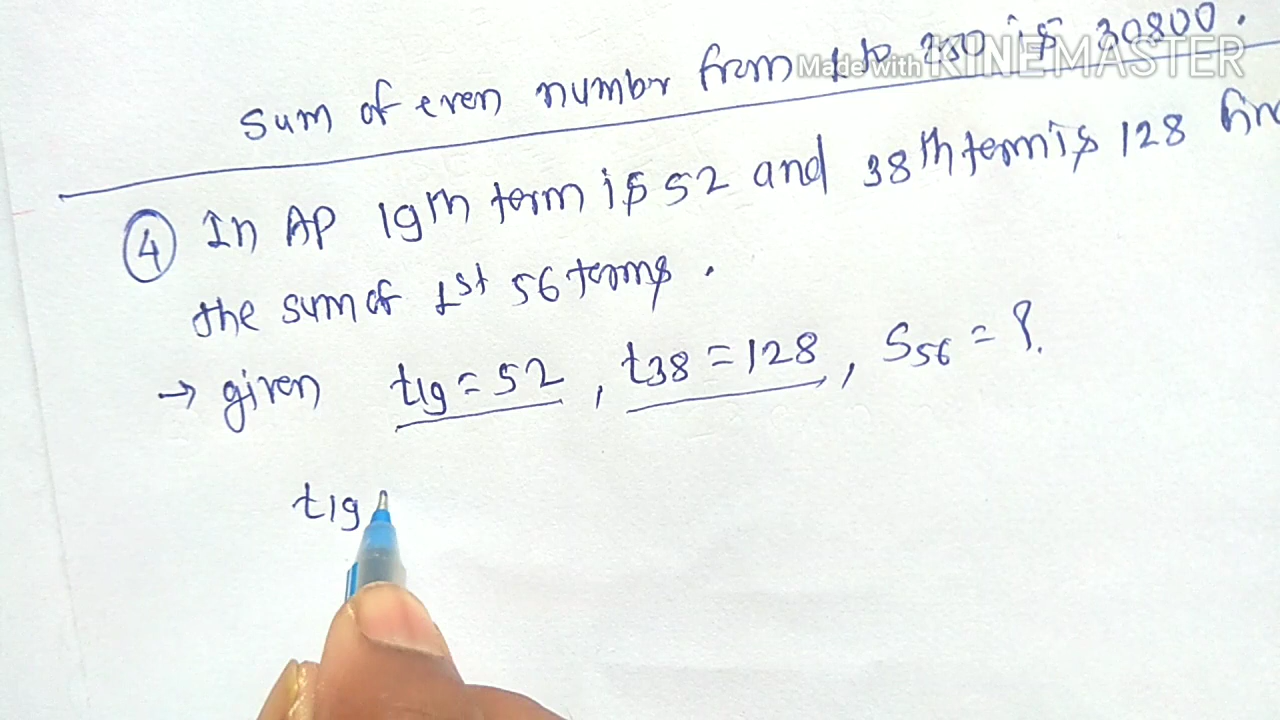 Sum of even number from 1 to is 30800.
Made with KINEMASTER
④ In AP 19th term is 52 and 38th term is 128 fin
the sum of 1st 56 terms.
→ given t19 = 52 , t38 = 128 , S56 = ?.
t19